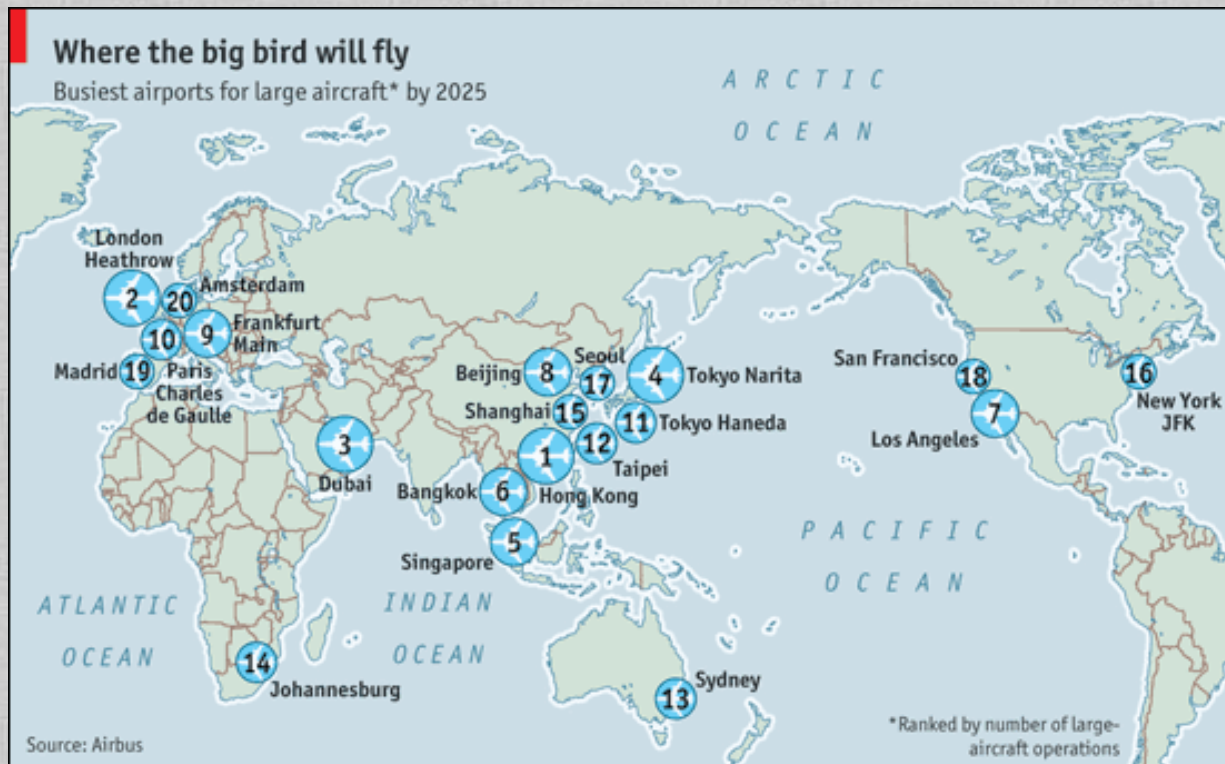 Where the big bird will fly
Busiest airports for large aircraft* by 2025
ARCTIC
OCEAN
London
Heathrow
2
20
Amsterdam
10
9
Frankfurt
Main
Madrid
19
Paris
Charles
de Gaulle
3
Dubai
Beijing
8
Seoul
17
4
Tokyo Narita
Shanghai
15
11
Tokyo Haneda
1
12
Taipei
Hong Kong
Bangkok
6
5
Singapore
San Francisco
18
7
Los Angeles
16
New York
JFK
PACIFIC
OCEAN
ATLANTIC
OCEAN
INDIAN
OCEAN
14
Johannesburg
13
Sydney
*Ranked by number of large-
aircraft operations
Source: Airbus